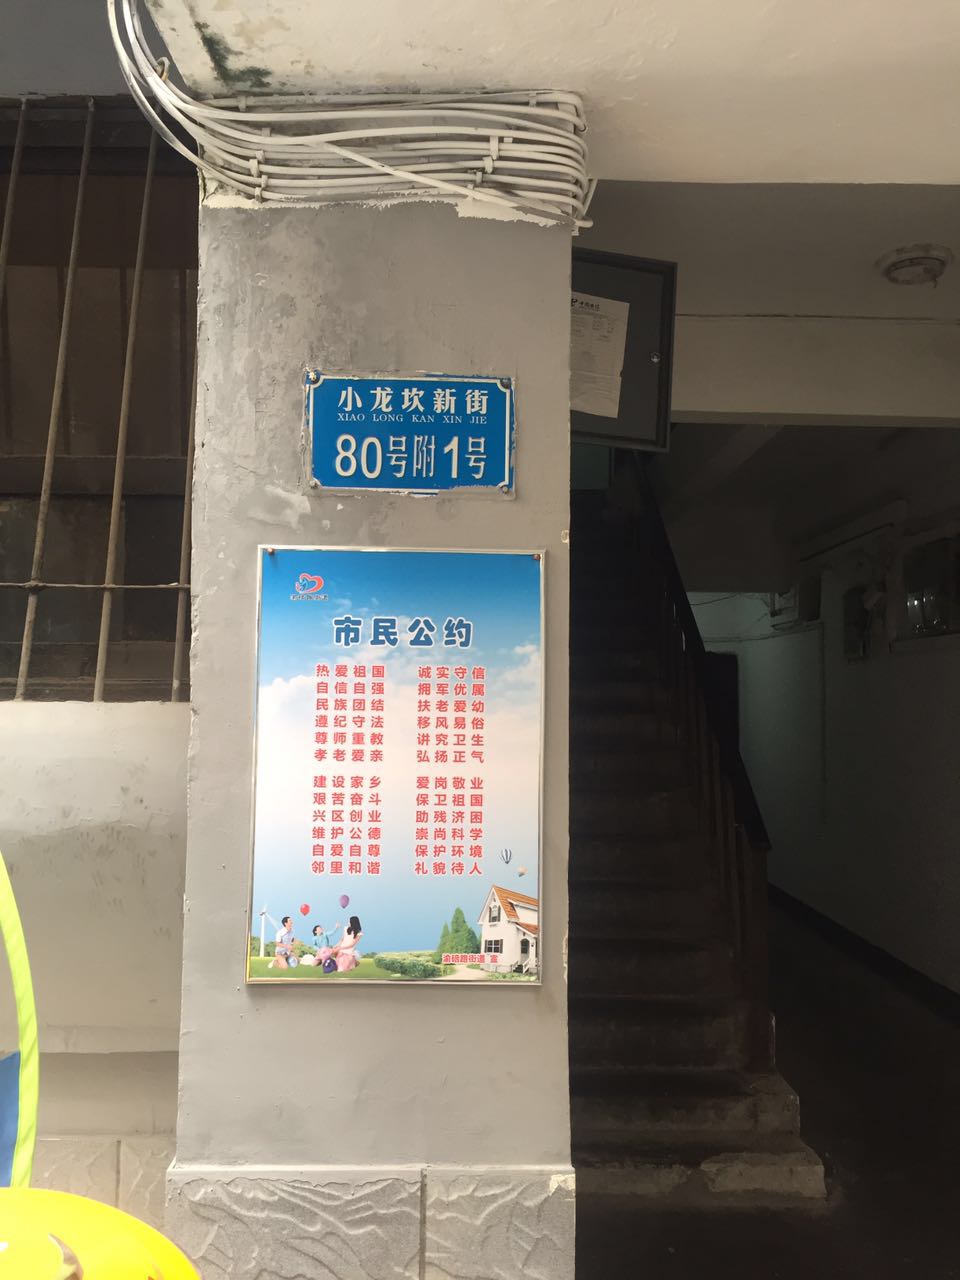 小龙坎新街
XIAO LONG KAN XIN JIE
80号附1号
市民公约
热爱祖国 诚实守信
自信自强 拥军优属
民族团结 扶老爱幼
遵纪守法 移风易俗
尊师重教 讲究卫生
孝老爱亲 弘扬正气
建设家乡 爱岗敬业
艰苦奋斗 保卫祖国
兴区创业 助残济困
维护公德 崇尚科学
自爱自尊 保护环境
邻里和谐 礼貌待人
渝碚路街道 宣